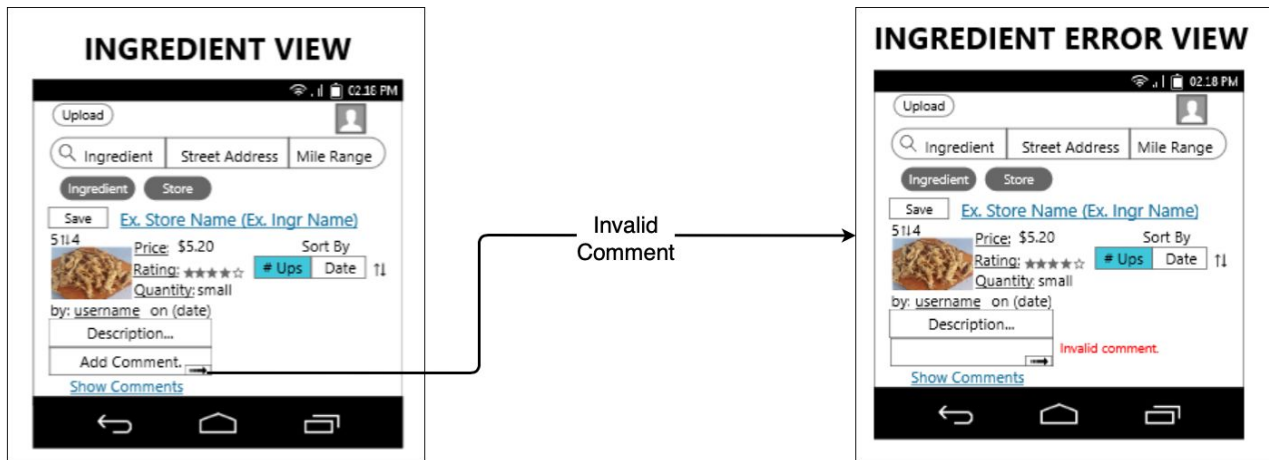 INGREDIENT VIEW
02.18 PM
Upload
Ingredient Street Address Mile Range
Ingredient Store
Save Ex. Store Name (Ex. Ingr Name)
5⇅4
Price: $5.20 Sort By
Rating: ★★★★☆ # Ups Date ⇅
Quantity: small
by: username on (date)
Description...
Add Comment.
Show Comments
Invalid
Comment
INGREDIENT ERROR VIEW
02.18 PM
Upload
Ingredient Street Address Mile Range
Ingredient Store
Save Ex. Store Name (Ex. Ingr Name)
5⇅4
Price: $5.20 Sort By
Rating: ★★★★☆ # Ups Date ⇅
Quantity: small
by: username on (date)
Description...
Invalid comment.
Show Comments